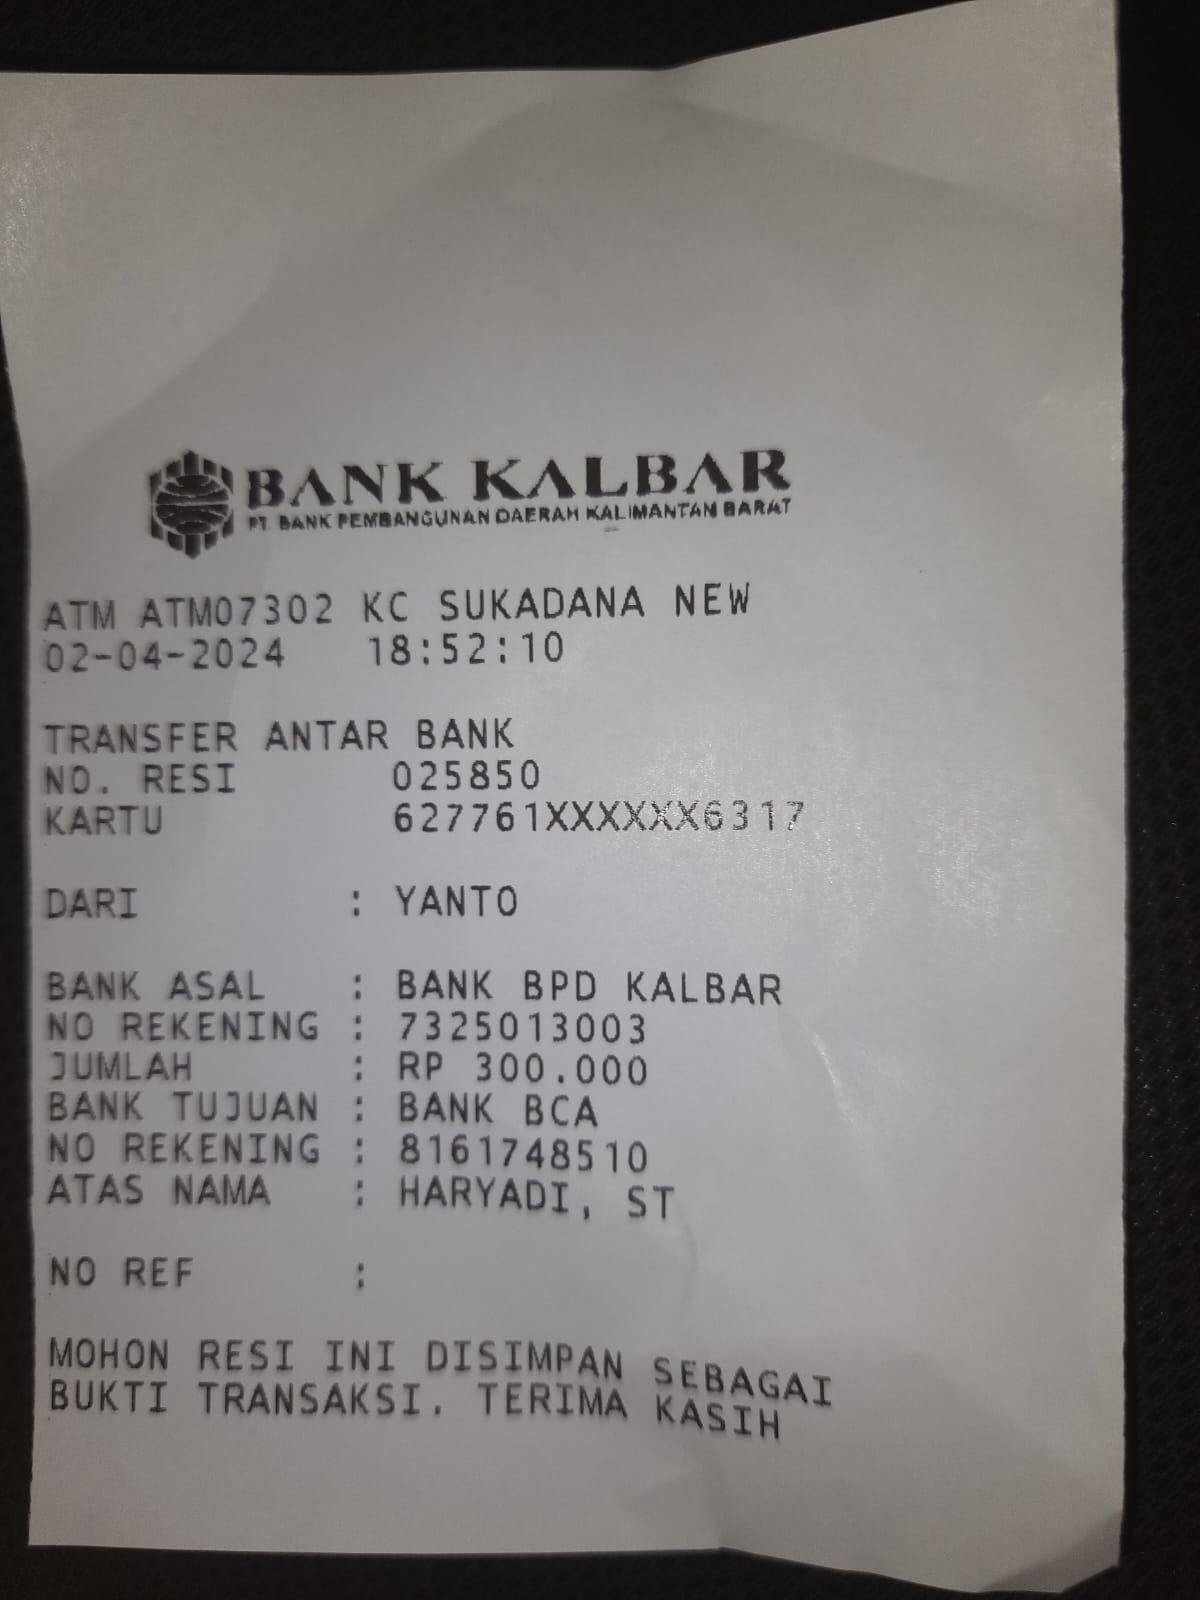 BANK KALBAR
PT. BANK PEMBANGUNAN DAERAH KALIMANTAN BARAT
ATM ATM07302 KC SUKADANA NEW
02-04-2024 18:52:10
TRANSFER ANTAR BANK
NO. RESI 025850
KARTU 627761XXXXXX6317
DARI : YANTO
BANK ASAL : BANK BPD KALBAR
NO REKENING : 7325013003
JUMLAH : RP 300.000
BANK TUJUAN : BANK BCA
NO REKENING : 8161748510
ATAS NAMA : HARYADI, ST
NO REF :
MOHON RESI INI DISIMPAN SEBAGAI
BUKTI TRANSAKSI. TERIMA KASIH